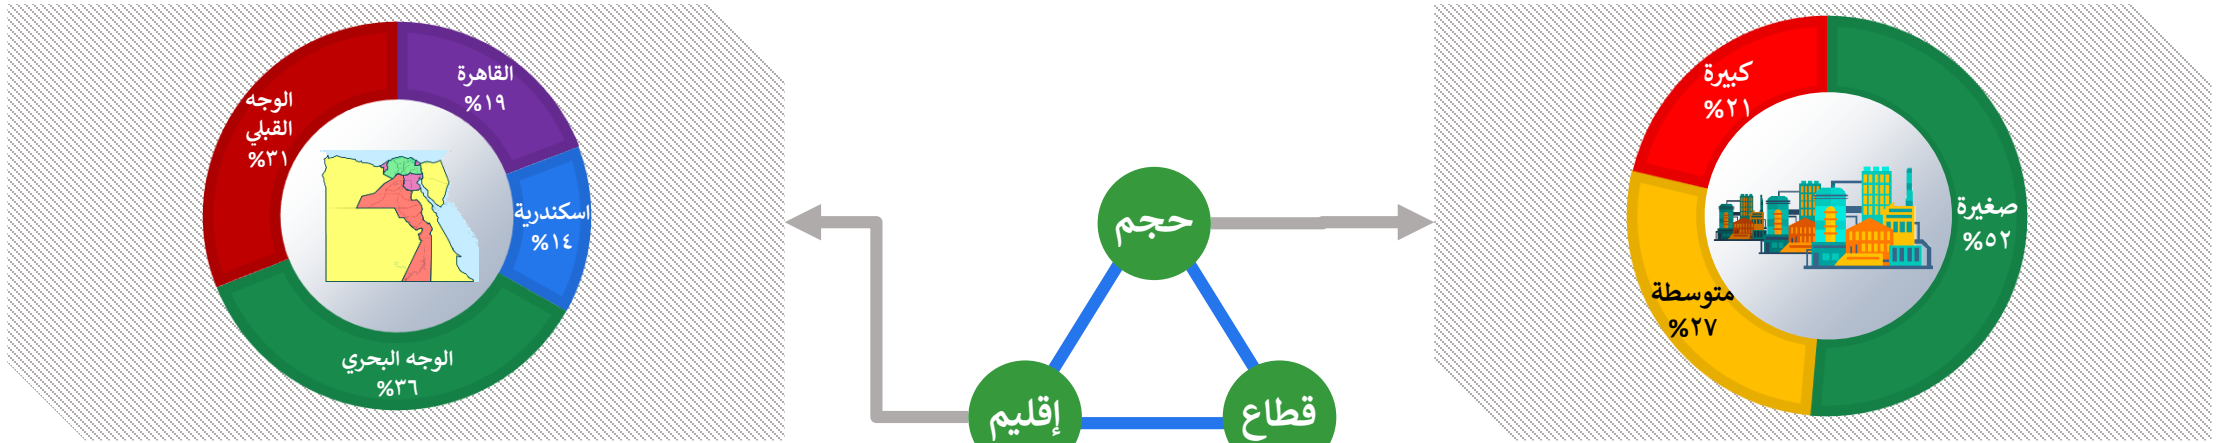 كبيرة
%٢١
صغيرة
%٥٢
متوسطة
%٢٧
حجم
قطاع
إقليم
القاهرة
%١٩
الوجه
القبلي
%٣١
اسكندرية
%١٤
الوجه البحري
%٣٦